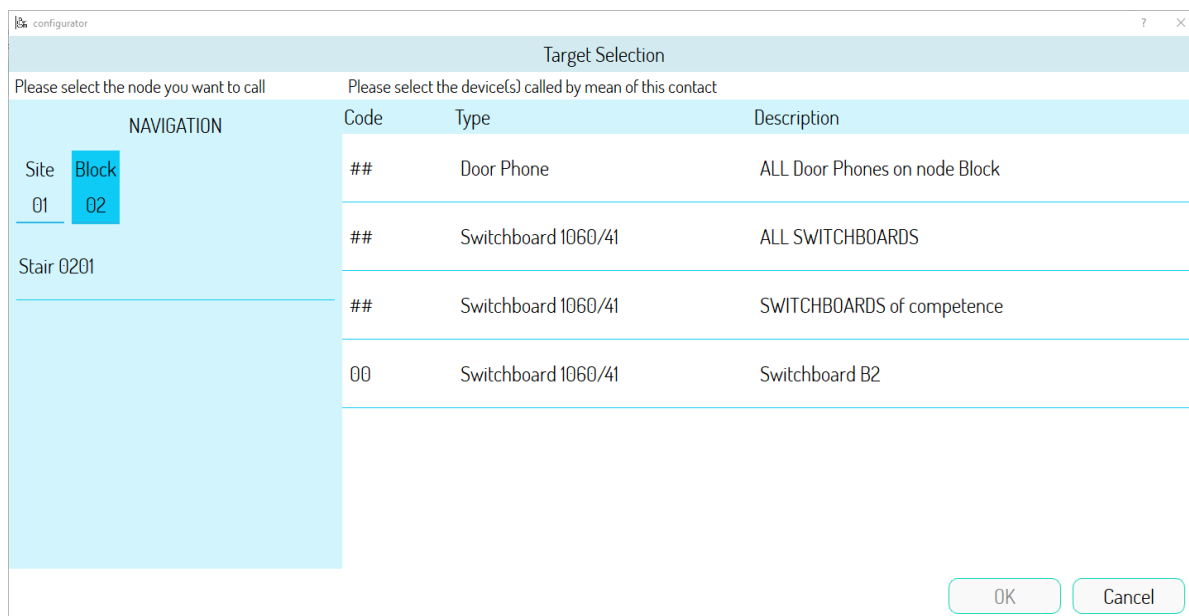 configurator ? ×
Target Selection
Please select the node you want to call
Please select the device(s) called by mean of this contact
NAVIGATION
Site Block
01 02
Stair 0201
Code Type Description
## Door Phone ALL Door Phones on node Block
## Switchboard 1060/41 ALL SWITCHBOARDS
## Switchboard 1060/41 SWITCHBOARDS of competence
00 Switchboard 1060/41 Switchboard B2
OK Cancel